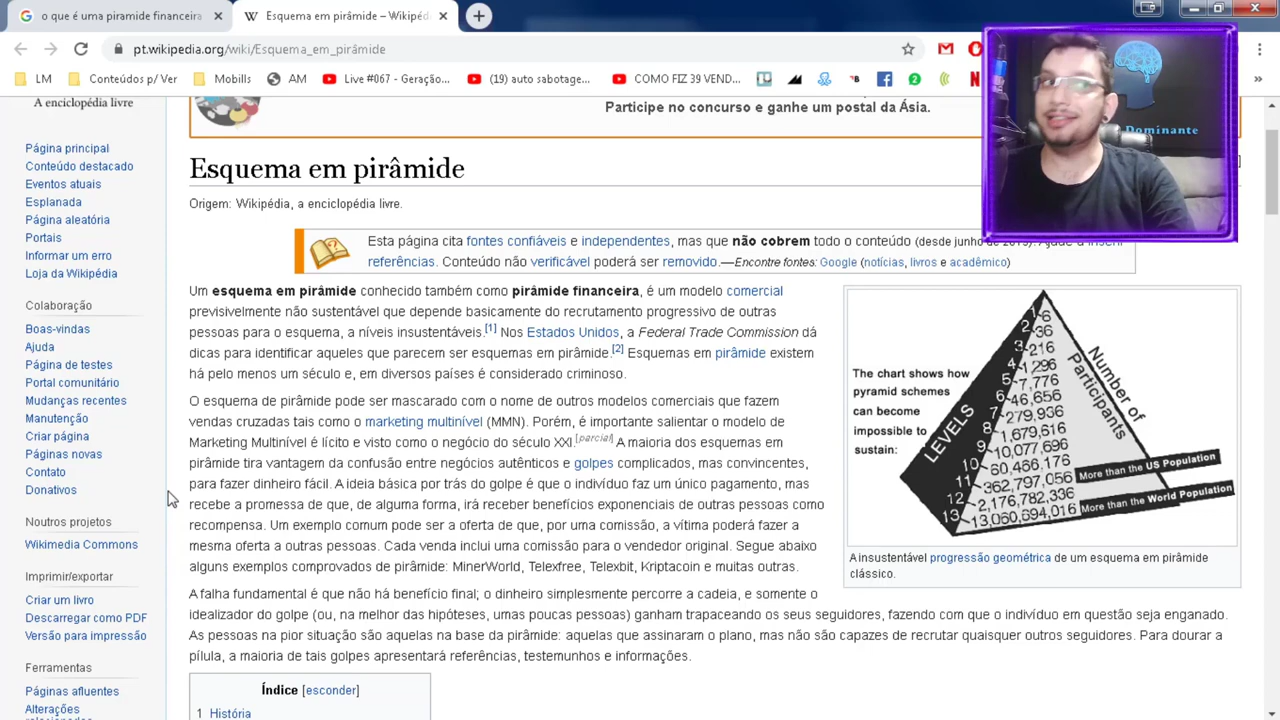 o que é uma piramide financeira
Esquema em pirâmide – Wikipéd
pt.wikipedia.org/wiki/Esquema_em_pirâmide
LM
Conteúdos p/ Ver
Mobills
AM
Live #067 - Geração...
(19) auto sabotage...
COMO FIZ 39 VEND...
A enciclopédia livre
Participe no concurso e ganhe um postal da Ásia.
Dominante
Página principal
Conteúdo destacado
Eventos atuais
Esplanada
Página aleatória
Portais
Informar um erro
Loja da Wikipédia
Colaboração
Boas-vindas
Ajuda
Página de testes
Portal comunitário
Mudanças recentes
Manutenção
Criar página
Páginas novas
Contato
Donativos
Outros projetos
Wikimedia Commons
Imprimir/exportar
Criar um livro
Descarregar como PDF
Versão para impressão
Ferramentas
Páginas afluentes
Alterações
Esquema em pirâmide
Origem: Wikipédia, a enciclopédia livre.
Esta página cita fontes confiáveis e independentes, mas que não cobrem todo o conteúdo (desde junho de
referências. Conteúdo não verificável poderá ser removido.—Encontre fontes: Google (notícias, livros e acadêmico)
Um esquema em pirâmide conhecido também como pirâmide financeira, é um modelo comercial
previsivelmente não sustentável que depende basicamente do recrutamento progressivo de outras
pessoas para o esquema, a níveis insustentáveis.[1] Nos Estados Unidos, a Federal Trade Commission dá
dicas para identificar aqueles que parecem ser esquemas em pirâmide.[2] Esquemas em pirâmide existem
há pelo menos um século e, em diversos países é considerado criminoso.
O esquema de pirâmide pode ser mascarado com o nome de outros modelos comerciais que fazem
vendas cruzadas tais como o marketing multinível (MMN). Porém, é importante salientar o modelo de
Marketing Multinível é lícito e visto como o negócio do século XXI.[parcial] A maioria dos esquemas em
pirâmide tira vantagem da confusão entre negócios autênticos e golpes complicados, mas convincentes,
para fazer dinheiro fácil. A ideia básica por trás do golpe é que o indivíduo faz um único pagamento, mas
recebe a promessa de que, de alguma forma, irá receber benefícios exponenciais de outras pessoas como
recompensa. Um exemplo comum pode ser a oferta de que, por uma comissão, a vítima poderá fazer a
mesma oferta a outras pessoas. Cada venda inclui uma comissão para o vendedor original. Segue abaixo
alguns exemplos comprovados de pirâmide: MinerWorld, Telexfree, Telexbit, Kriptacoin e muitas outras.
A falha fundamental é que não há benefício final; o dinheiro simplesmente percorre a cadeia, e somente o
idealizador do golpe (ou, na melhor das hipóteses, umas poucas pessoas) ganham trapaceando os seus seguidores, fazendo com que o indivíduo em questão seja enganado.
As pessoas na pior situação são aquelas na base da pirâmide: aquelas que assinaram o plano, mas não são capazes de recrutar quaisquer outros seguidores. Para dourar a
pílula, a maioria de tais golpes apresentará referências, testemunhos e informações.
Índice [esconder]
1 História
The chart shows how
pyramid schemes
can become
impossible to
sustain:
LEVELS
Number of
Participants
1 6
2 36
3 216
4 1,296
5 7,776
6 46,656
7 279,936
8 1,679,616
9 10,077,696
10 60,466,176
11 362,797,056
12 2,176,782,336
13 13,060,694,016
More than the US Population
More than the World Population
A insustentável progressão geométrica de um esquema em pirâmide
clássico.